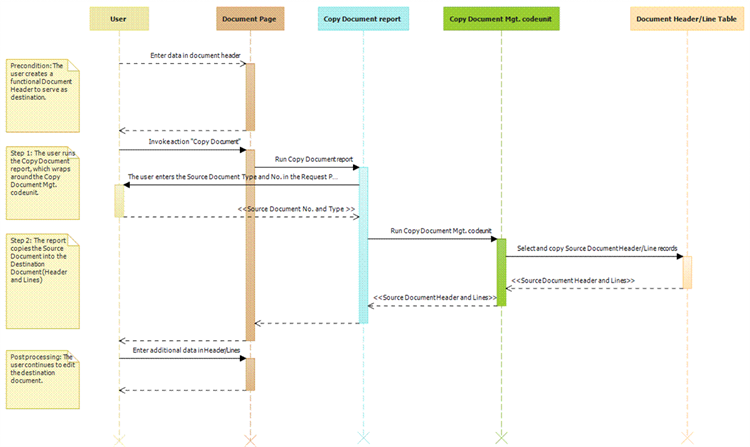 User
Document Page
Copy Document report
Copy Document Mgt. codeunit
Document Header/Line Table
Precondition: The
user creates a
functional Document
Header to serve as
destination.
Enter data in document header
Step 1: The user runs
the Copy Document
report, which wraps
around the Copy
Document Mgt.
codeunit.
Invoke action "Copy Document"
Run Copy Document report
The user enters the Source Document Type and No. in the Request P...
<<Source Document No. and Type >>
Step 2: The report
copies the Source
Document into the
Destination
Document (Header
and Lines)
Run Copy Document Mgt. codeunit
Select and copy Source Document Header/Line records
<<Source Document Header and Lines>>
<<Source Document Header and Lines>>
Postprocessing: The
user continues to edit
the destination
document.
Enter additional data in Header/Lines